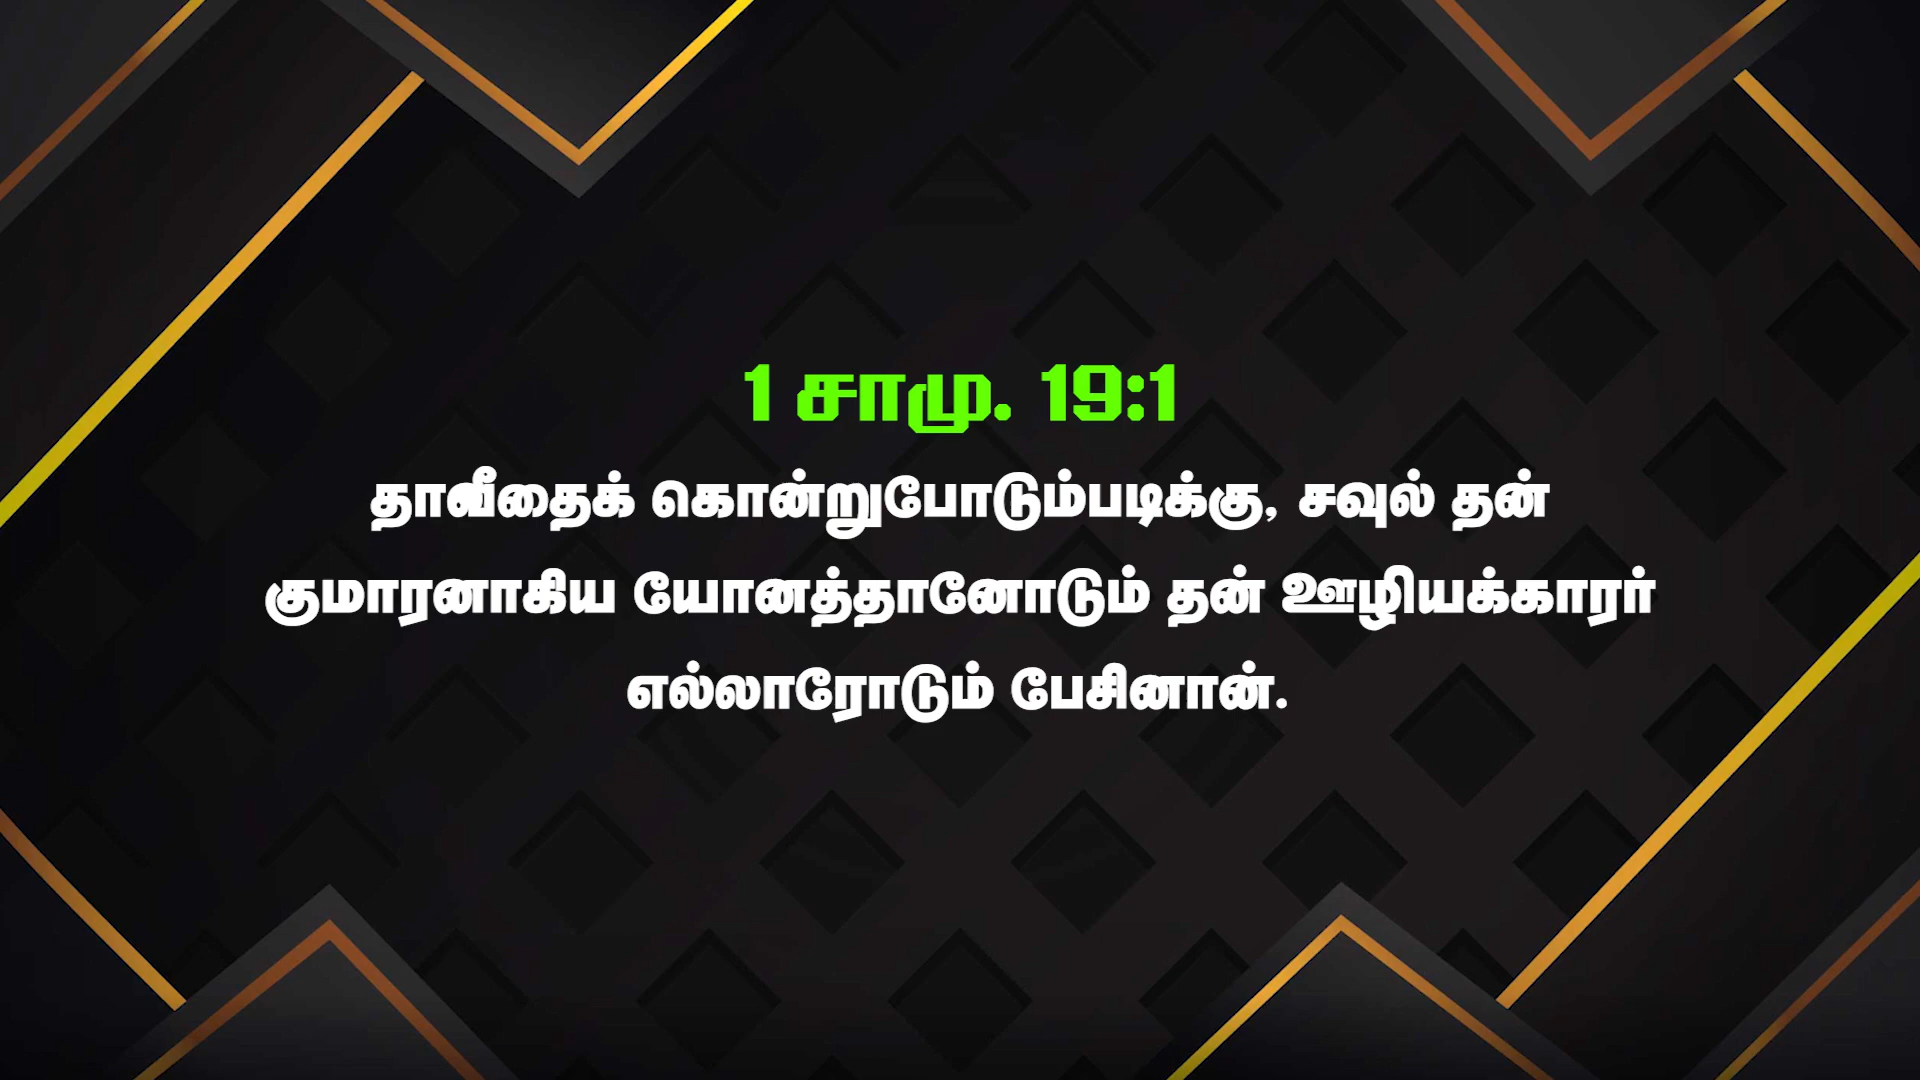 1 சாமு. 19:1
தாவீதைக் கொன்றுபோடும்படிக்கு, சவுல் தன்
குமாரனாகிய யோனத்தானோடும் தன் ஊழியக்காரர்
எல்லாரோடும் பேசினான்.